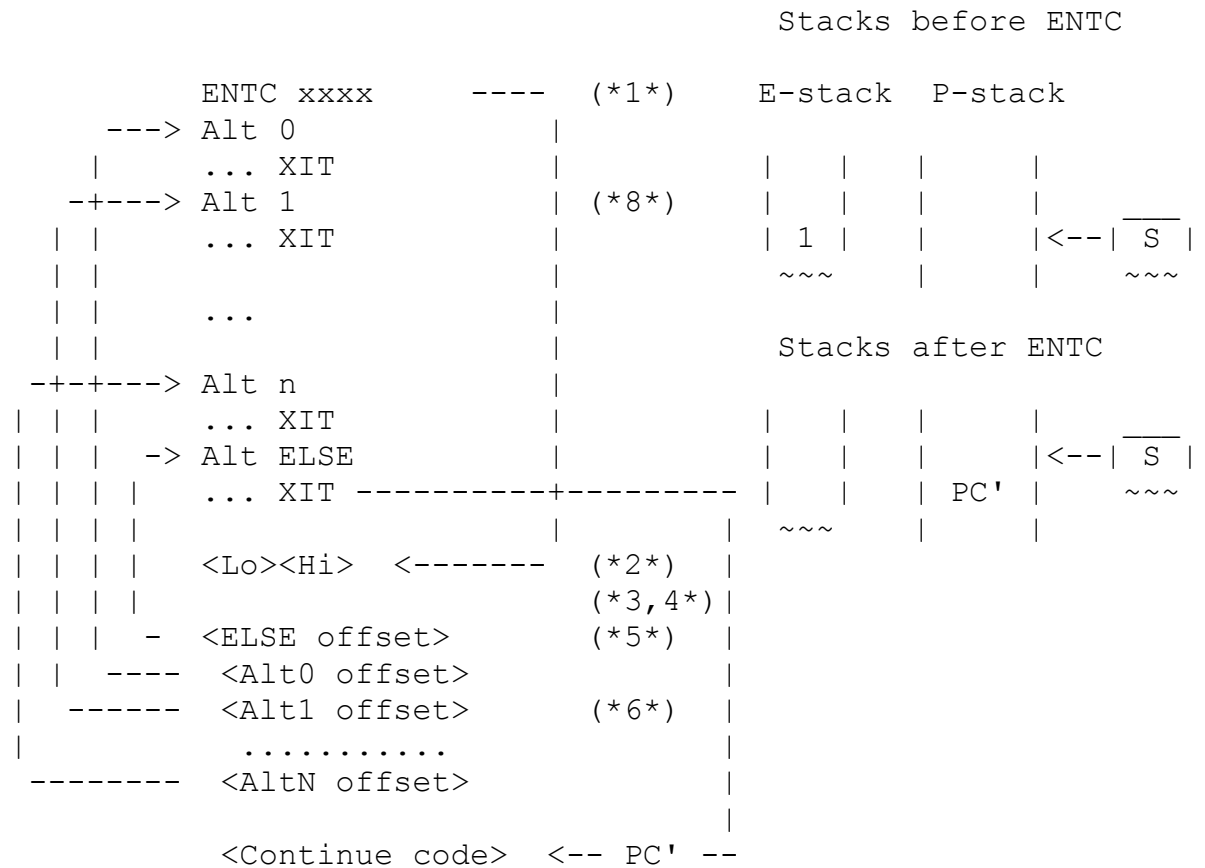 Stacks before ENTC
ENTC xxxx ---- (*1*) E-stack P-stack
---> Alt 0 |
| ... XIT | | | | |
-+---> Alt 1 | (*8*) | | | | ___
| | ... XIT | | 1 | | |<--| S |
| | | ~~~ | | ~~~
| | ... |
| | | Stacks after ENTC
-+-+---> Alt n |
| | | ... XIT | | | | | ___
| | | -> Alt ELSE | | | | |<--| S |
| | | | ... XIT ----------+--------- | | | PC' | ~~~
| | | | | | ~~~ | |
| | | | <Lo><Hi> <------- (*2*) |
| | | | (*3,4*)|
| | | - <ELSE offset> (*5*) |
| | ---- <Alt0 offset> |
| ------ <Alt1 offset> (*6*) |
| ........... |
-------- <AltN offset> |
|
<Continue code> <-- PC' --